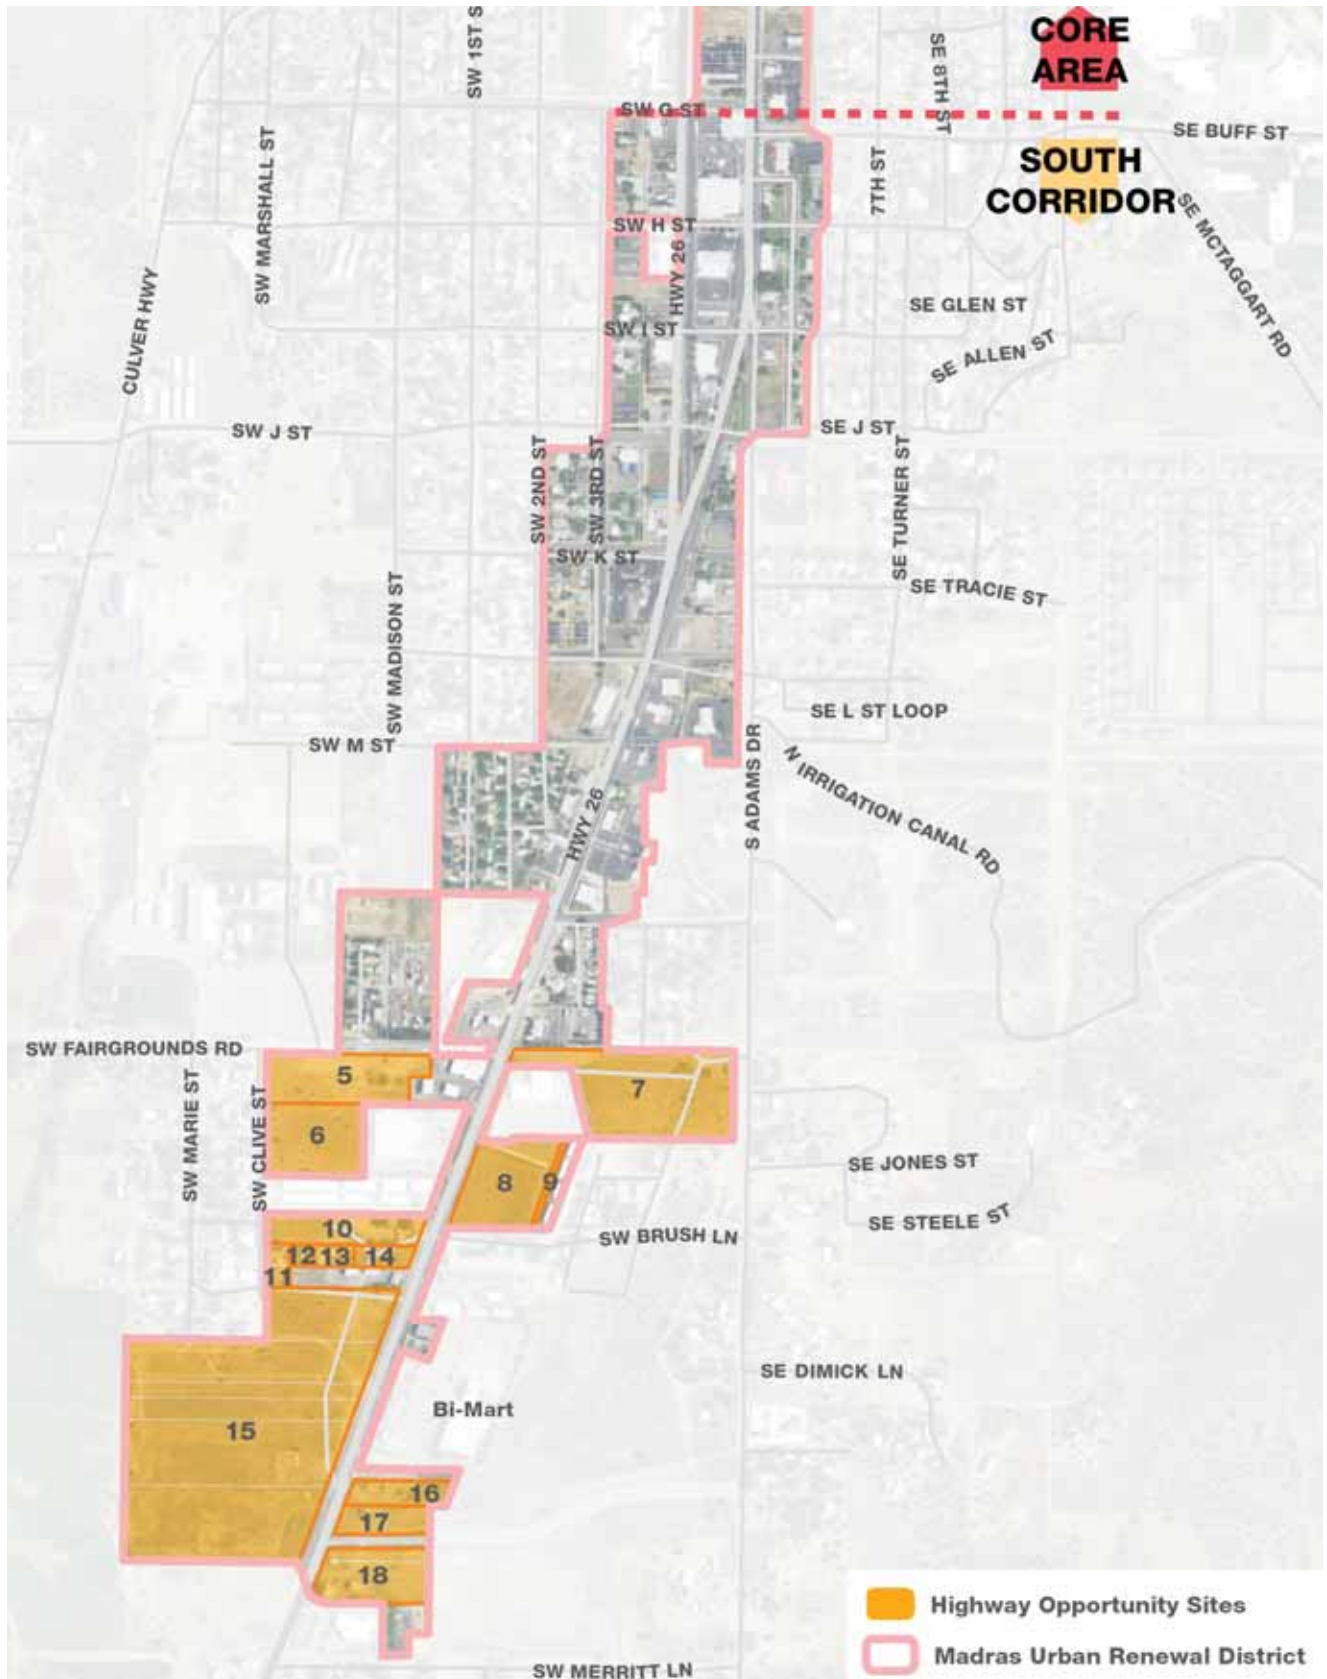 SW 1ST S
SE 8TH ST
CORE
AREA
SW G ST
SE BUFF ST
SW MARSHALL ST
7TH ST
SOUTH
CORRIDOR
SE MCTAGGART RD
SW H ST
HWY 26
CULVER HWY
SE GLEN ST
SW I ST
SE ALLEN ST
SW J ST
SE J ST
SW 2ND ST
SW 3RD ST
SE TURNER ST
SW K ST
SE TRACIE ST
SW MADISON ST
SE L ST LOOP
SW M ST
S ADAMS DR
N IRRIGATION CANAL RD
HWY 26
SW FAIRGROUNDS RD
5
7
SW MARIE ST
SW CLIVE ST
6
SE JONES ST
8
9
SE STEELE ST
10
SW BRUSH LN
12
13
14
11
SE DIMICK LN
Bi-Mart
15
16
17
18
Highway Opportunity Sites
Madras Urban Renewal District
SW MERRITT LN